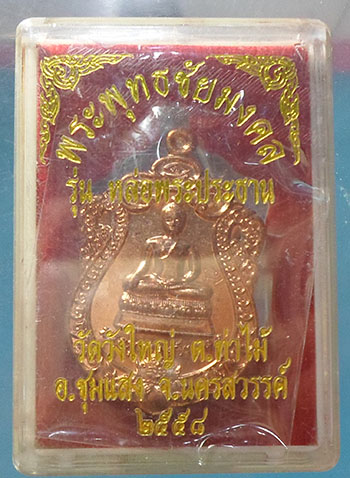 พระพุทธชัยมงคล
รุ่น หล่อพระประธาน
วัดวังใหญ่ ต.ท่าไม้
อ.ชุมแสง จ.นครสวรรค์
๒๕๕๘